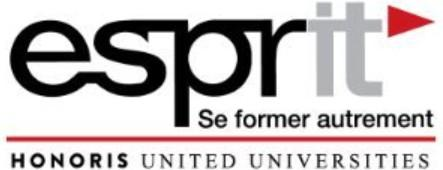 esprit
Se former autrement
HONORIS UNITED UNIVERSITIES